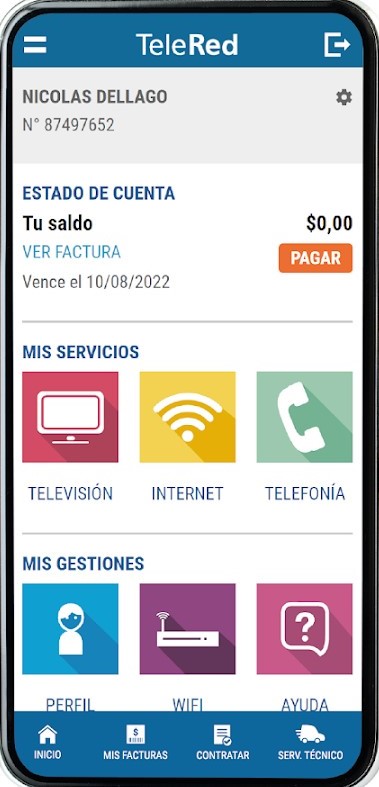 TeleRed
NICOLAS DELLAGO
N° 87497652
ESTADO DE CUENTA
Tu saldo $0,00
VER FACTURA PAGAR
Vence el 10/08/2022
MIS SERVICIOS
TELEVISIÓN INTERNET TELEFONÍA
MIS GESTIONES
?
PERFIL WIFI AYUDA
$
INICIO MIS FACTURAS CONTRATAR SERV. TÉCNICO